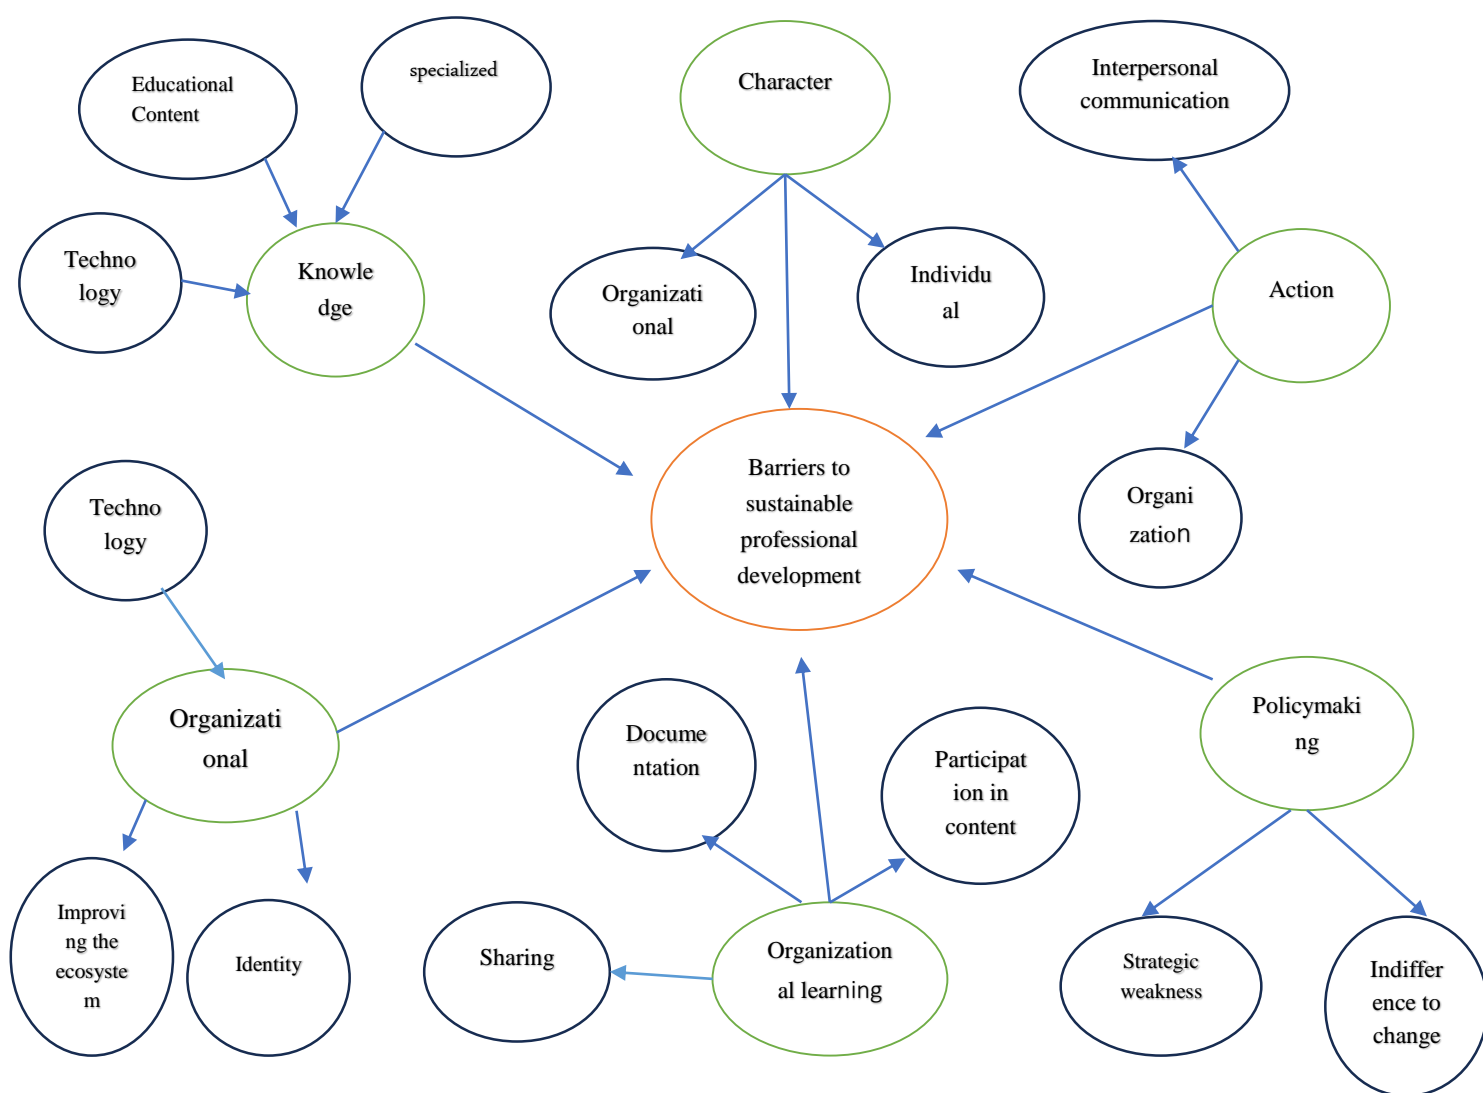 Educational
Content
specialized
Character
Interpersonal
communication
Techno
logy
Knowle
dge
Organizati
onal
Individu
al
Action
Barriers to
sustainable
professional
development
Organi
zation
Techno
logy
Organizati
onal
Docume
ntation
Participat
ion in
content
Policymaki
ng
Improvi
ng the
ecosyste
m
Identity
Sharing
Organization
al learning
Strategic
weakness
Indiffer
ence to
change